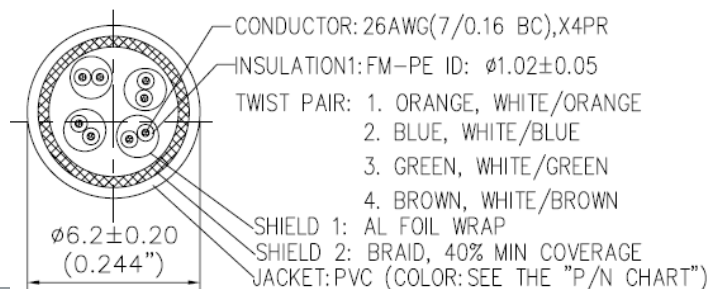 CONDUCTOR: 26AWG(7/0.16 BC),X4PR
INSULATION1: FM-PE ID: ø1.02±0.05
TWIST PAIR: 1. ORANGE, WHITE/ORANGE
2. BLUE, WHITE/BLUE
3. GREEN, WHITE/GREEN
4. BROWN, WHITE/BROWN
SHIELD 1: AL FOIL WRAP
SHIELD 2: BRAID, 40% MIN COVERAGE
JACKET: PVC (COLOR: SEE THE "P/N CHART")
ø6.2±0.20
(0.244")